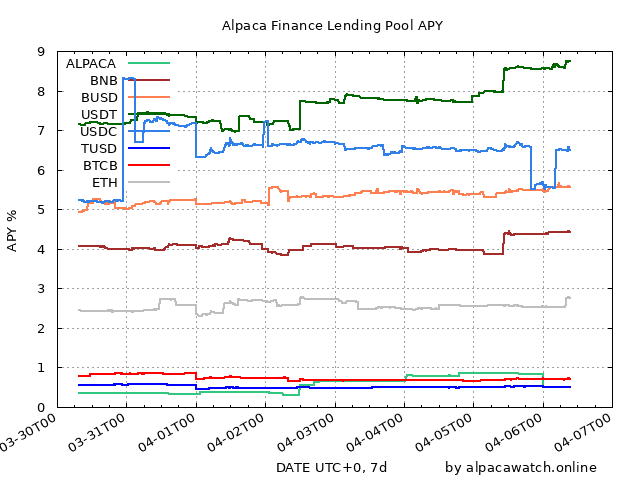 Alpaca Finance Lending Pool APY
ALPACA
BNB
BUSD
USDT
USDC
TUSD
BTCB
ETH
APY %
9
8
7
6
5
4
3
2
1
0
03-30T00
03-31T00
04-01T00
04-02T00
04-03T00
04-04T00
04-05T00
04-06T00
04-07T00
DATE UTC+0, 7d
by alpacawatch.online